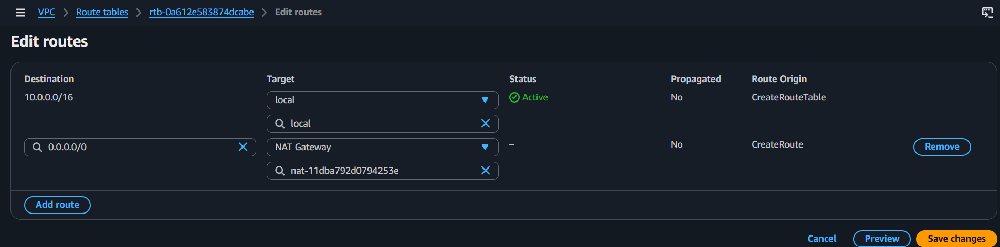 VPC > Route tables > rtb-0a612e583874dcabe > Edit routes
Edit routes
Destination Target Status Propagated Route Origin
10.0.0.0/16 local Active No CreateRouteTable
local
0.0.0.0/0 NAT Gateway – No CreateRoute Remove
nat-11dba792d0794253e
Add route
Cancel Preview Save changes